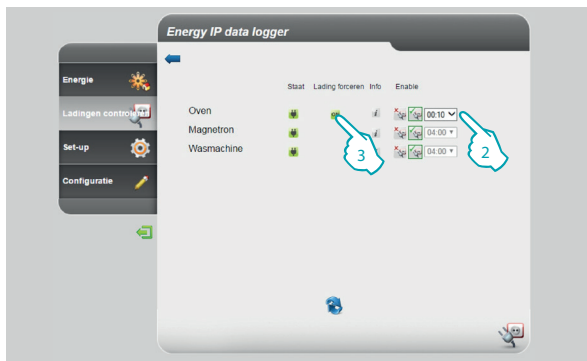 Energy IP data logger
Energie
Ladingen controleren
Set-up
Configuratie
Staat Lading forceren Info Enable
Oven 00:10
Magnetron 04:00
Wasmachine 04:00
3
2